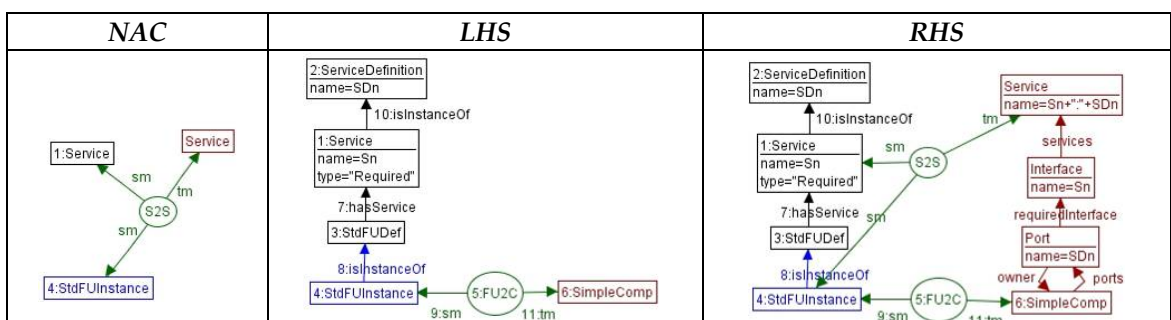 NAC
LHS
RHS
1:Service
Service
sm
tm
S2S
sm
4:StdFUInstance
2:ServiceDefinition
name=SDn
10:isInstanceOf
1:Service
name=Sn
type="Required"
7:hasService
3:StdFUDef
8:isInstanceOf
4:StdFUInstance
5:FU2C
6:SimpleComp
9:sm
11:tm
2:ServiceDefinition
name=SDn
10:isInstanceOf
1:Service
name=Sn
type="Required"
7:hasService
3:StdFUDef
8:isInstanceOf
4:StdFUInstance
sm
tm
S2S
sm
Service
name=Sn+":"+SDn
services
Interface
name=Sn
requiredInterface
Port
name=SDn
owner
ports
5:FU2C
6:SimpleComp
9:sm
11:tm